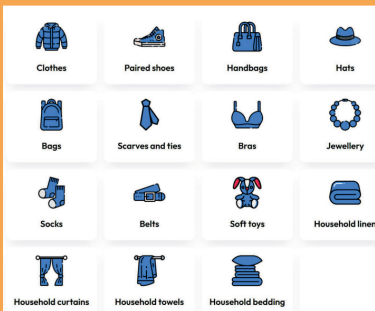 Clothes
Paired shoes
Handbags
Hats
Bags
Scarves and ties
Bras
Jewellery
Socks
Belts
Soft toys
Household linen
Household curtains
Household towels
Household bedding